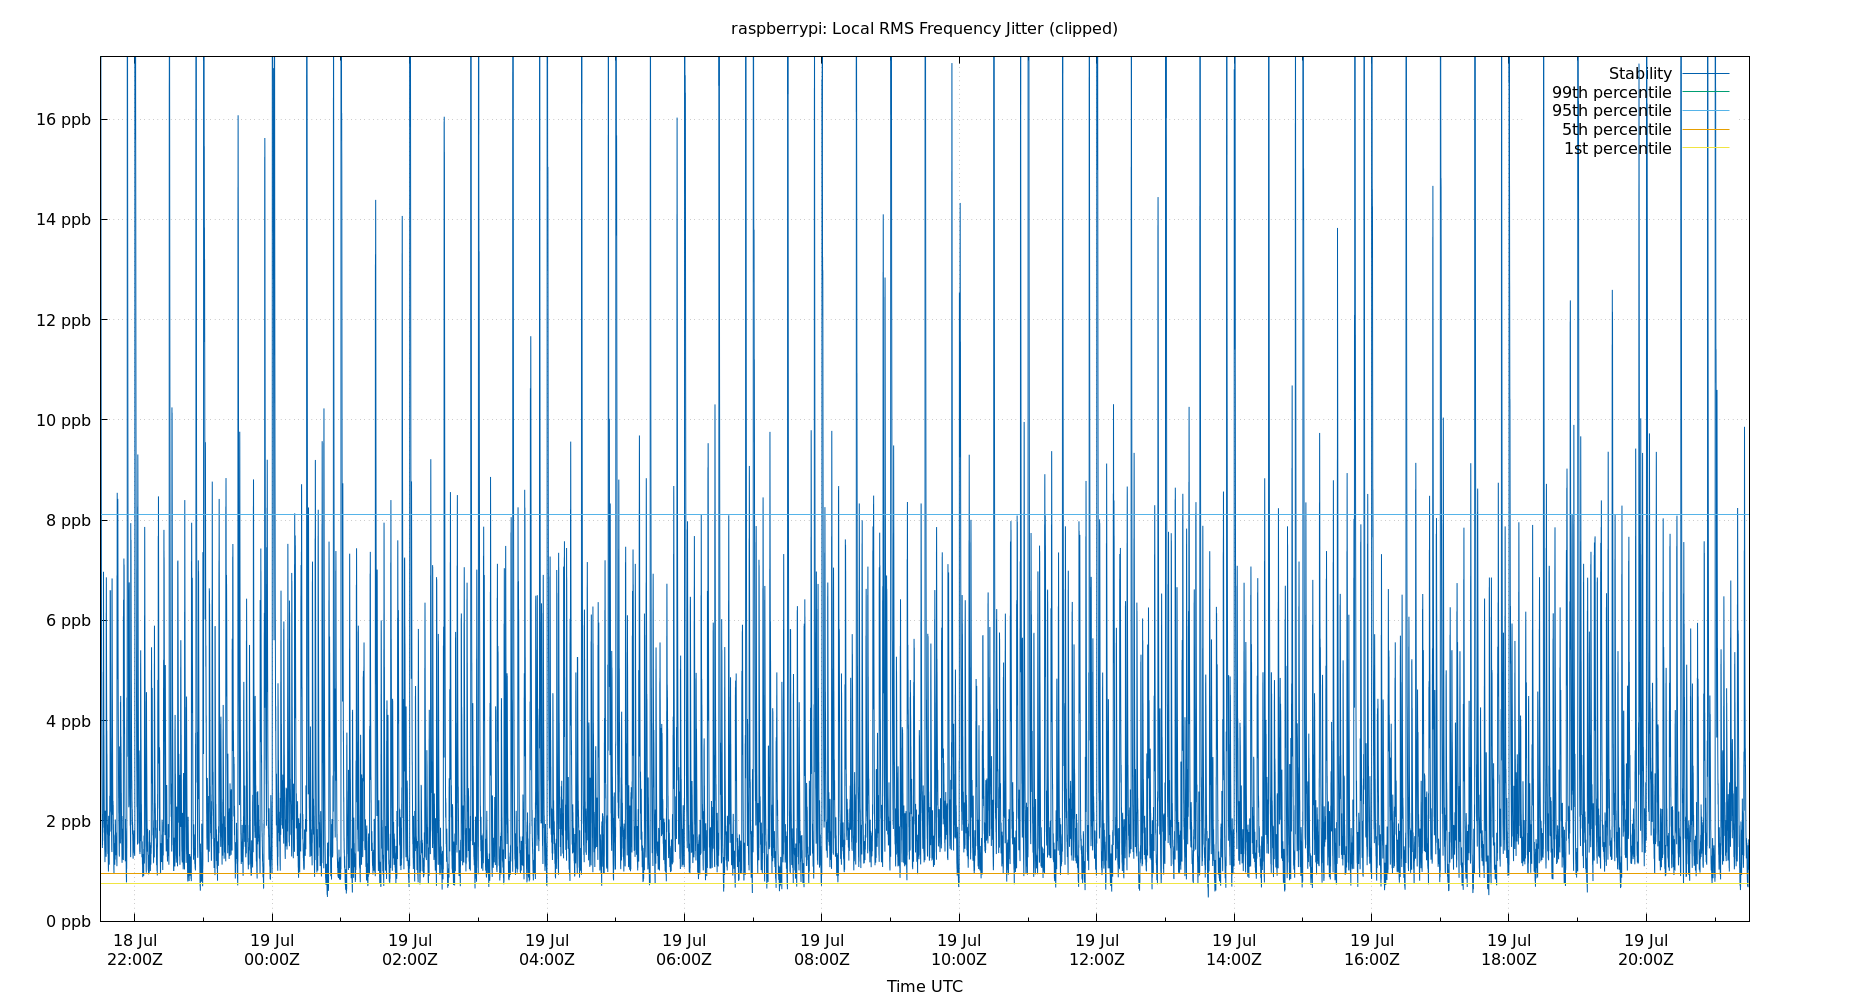 raspberrypi: Local RMS Frequency Jitter (clipped)
Stability
99th percentile
95th percentile
5th percentile
1st percentile
16 ppb
14 ppb
12 ppb
10 ppb
8 ppb
6 ppb
4 ppb
2 ppb
0 ppb
18 Jul 19 Jul 19 Jul 19 Jul 19 Jul 19 Jul 19 Jul 19 Jul 19 Jul 19 Jul 19 Jul 19 Jul
22:00Z 00:00Z 02:00Z 04:00Z 06:00Z 08:00Z 10:00Z 12:00Z 14:00Z 16:00Z 18:00Z 20:00Z
Time UTC